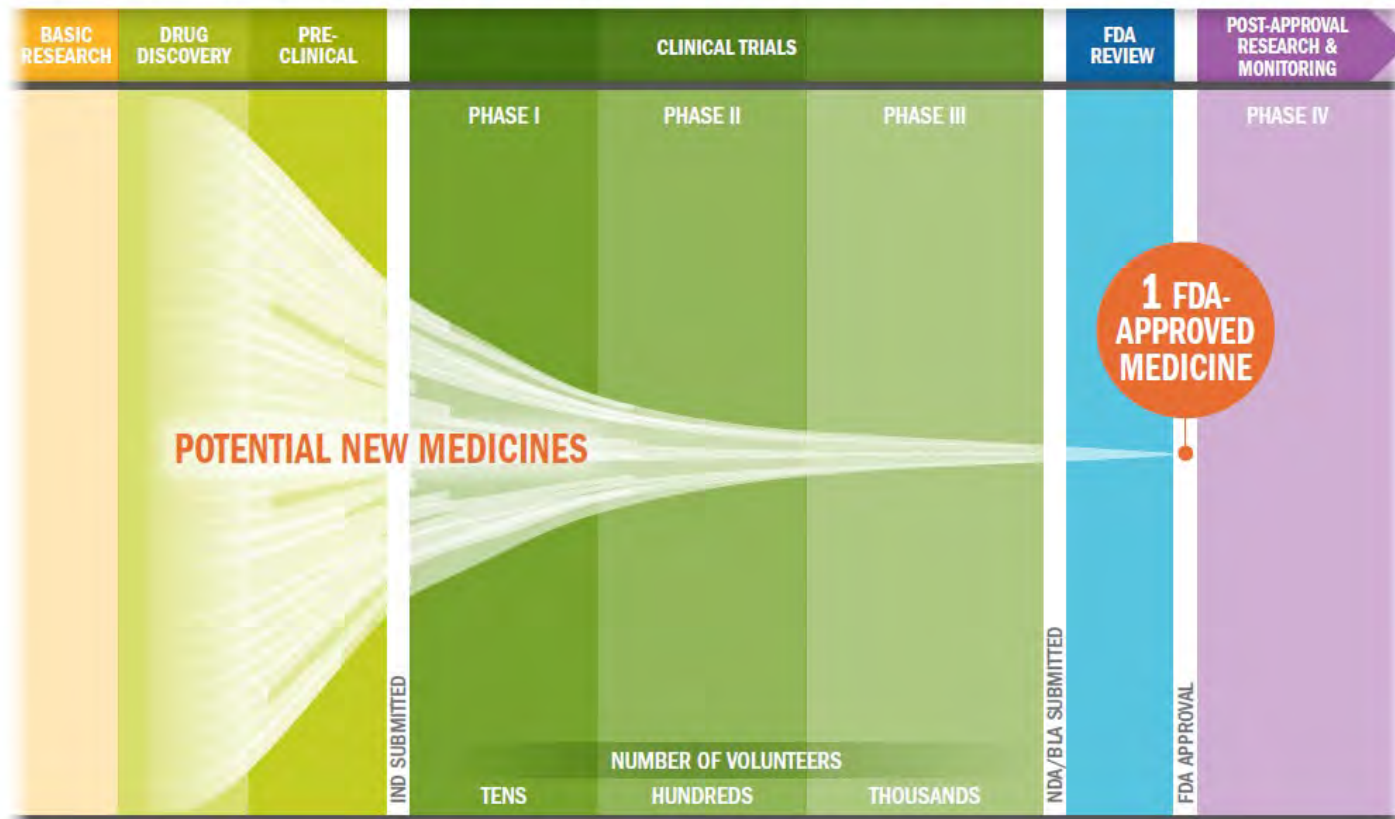 BASIC
RESEARCH
DRUG
DISCOVERY
PRE-
CLINICAL
CLINICAL TRIALS
FDA
REVIEW
POST-APPROVAL
RESEARCH &
MONITORING
PHASE I
PHASE II
PHASE III
PHASE IV
1 FDA-
APPROVED
MEDICINE
POTENTIAL NEW MEDICINES
IND SUBMITTED
NDA/BLA SUBMITTED
FDA APPROVAL
NUMBER OF VOLUNTEERS
TENS
HUNDREDS
THOUSANDS